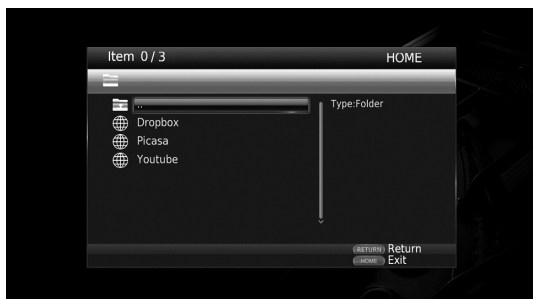 Item 0/3 HOME
..
Type:Folder
Dropbox
Picasa
Youtube
RETURN Return
HOME Exit